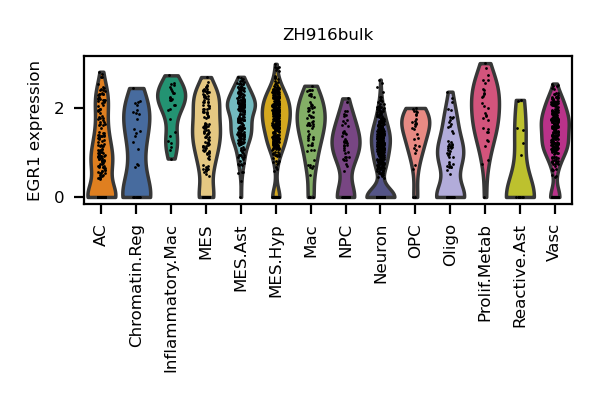 ZH916bulk
EGR1 expression
2
0
AC
Chromatin.Reg
Inflammatory.Mac
MES
MES.Ast
MES.Hyp
Mac
NPC
Neuron
OPC
Oligo
Prolif.Metab
Reactive.Ast
Vasc